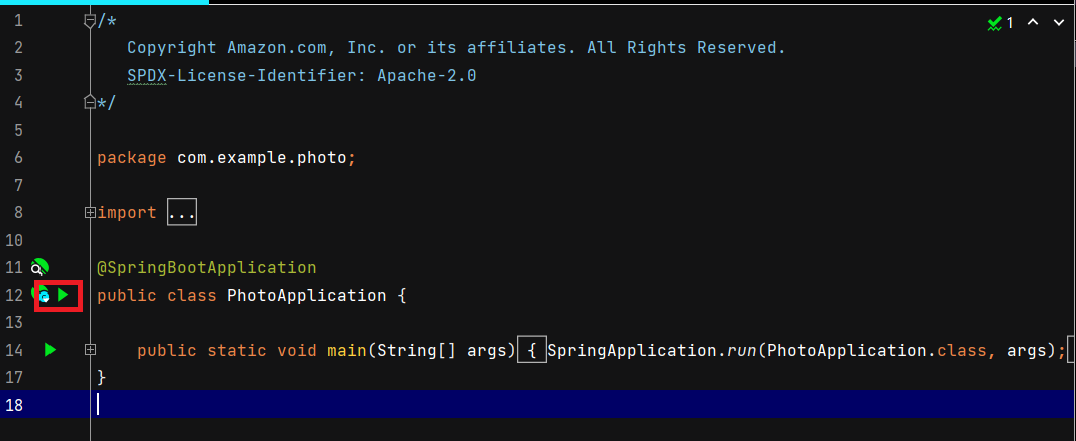 1 /*
2 Copyright Amazon.com, Inc. or its affiliates. All Rights Reserved.
3 SPDX-License-Identifier: Apache-2.0
4 */
5
6 package com.example.photo;
7
8 import ...
10
11 @SpringBootApplication
12 public class PhotoApplication {
13
14 public static void main(String[] args) { SpringApplication.run(PhotoApplication.class, args);
17 }
18
1